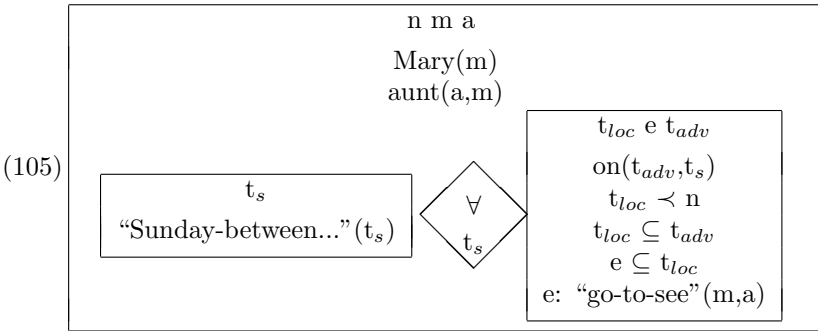 (105)
n m a
Mary(m)
aunt(a,m)
t_s
“Sunday-between...”(t_s)
∀
t_s
t_loc e t_adv
on(t_adv,t_s)
t_loc ≺ n
t_loc ⊆ t_adv
e ⊆ t_loc
e: “go-to-see”(m,a)